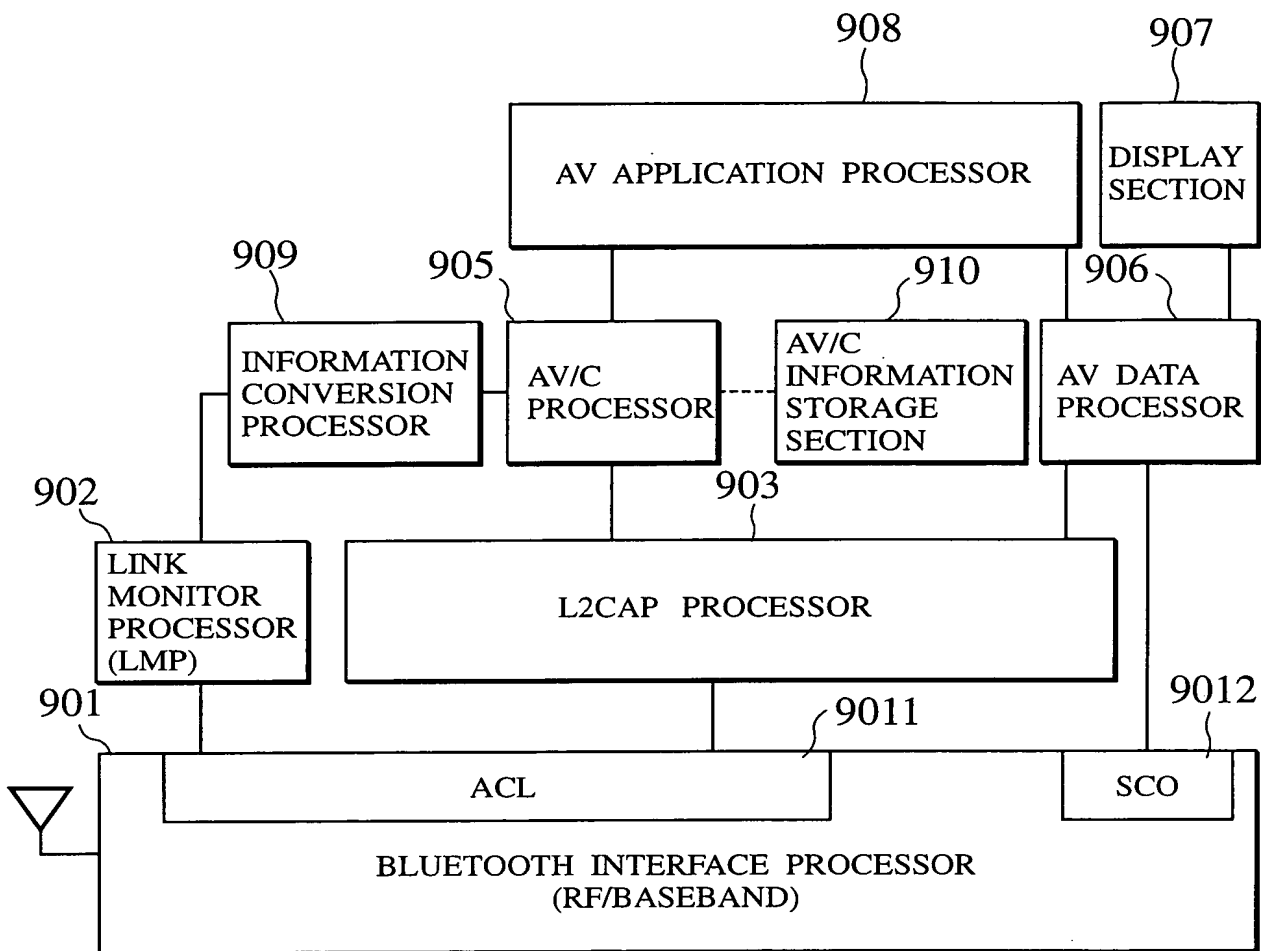 908
907
AV APPLICATION PROCESSOR
DISPLAY
SECTION
909
905
910
906
INFORMATION
CONVERSION
PROCESSOR
AV/C
PROCESSOR
AV/C
INFORMATION
STORAGE
SECTION
AV DATA
PROCESSOR
902
903
LINK
MONITOR
PROCESSOR
(LMP)
L2CAP PROCESSOR
901
9011
9012
ACL
SCO
BLUETOOTH INTERFACE PROCESSOR
(RF/BASEBAND)